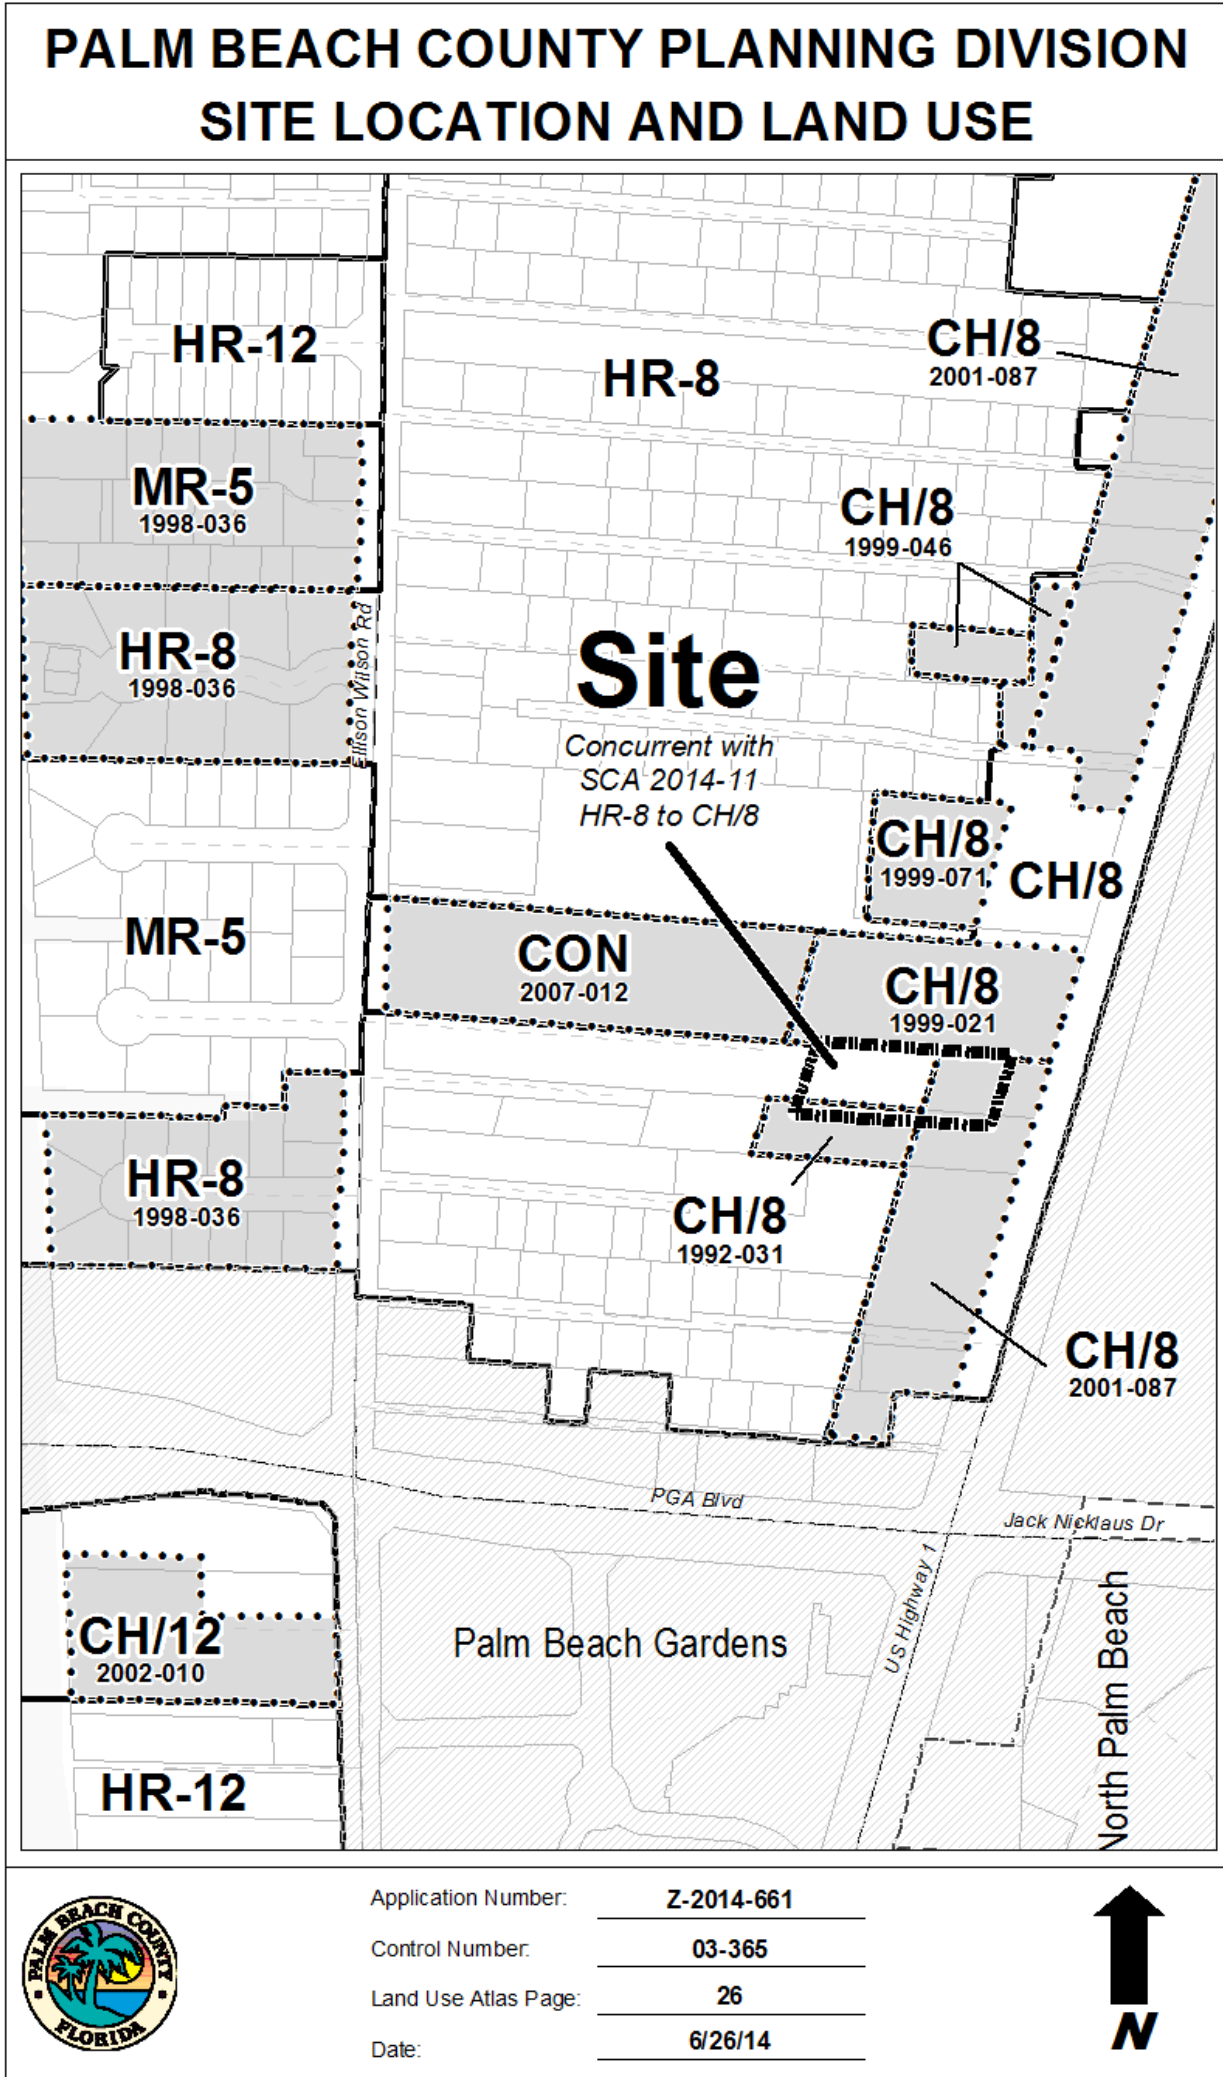 PALM BEACH COUNTY PLANNING DIVISION
SITE LOCATION AND LAND USE
HR-12
HR-8
CH/8
2001-087
MR-5
1998-036
CH/8
1999-046
HR-8
1998-036
Ellison Wilson Rd
Site
Concurrent with
SCA 2014-11
HR-8 to CH/8
CH/8
1999-071
CH/8
MR-5
CON
2007-012
CH/8
1999-021
HR-8
1998-036
CH/8
1992-031
CH/8
2001-087
PGA Blvd
Jack Nicklaus Dr
US Highway 1
CH/12
2002-010
Palm Beach Gardens
North Palm Beach
HR-12
PALM BEACH COUNTY
FLORIDA
Application Number: Z-2014-661
Control Number: 03-365
Land Use Atlas Page: 26
Date: 6/26/14
N